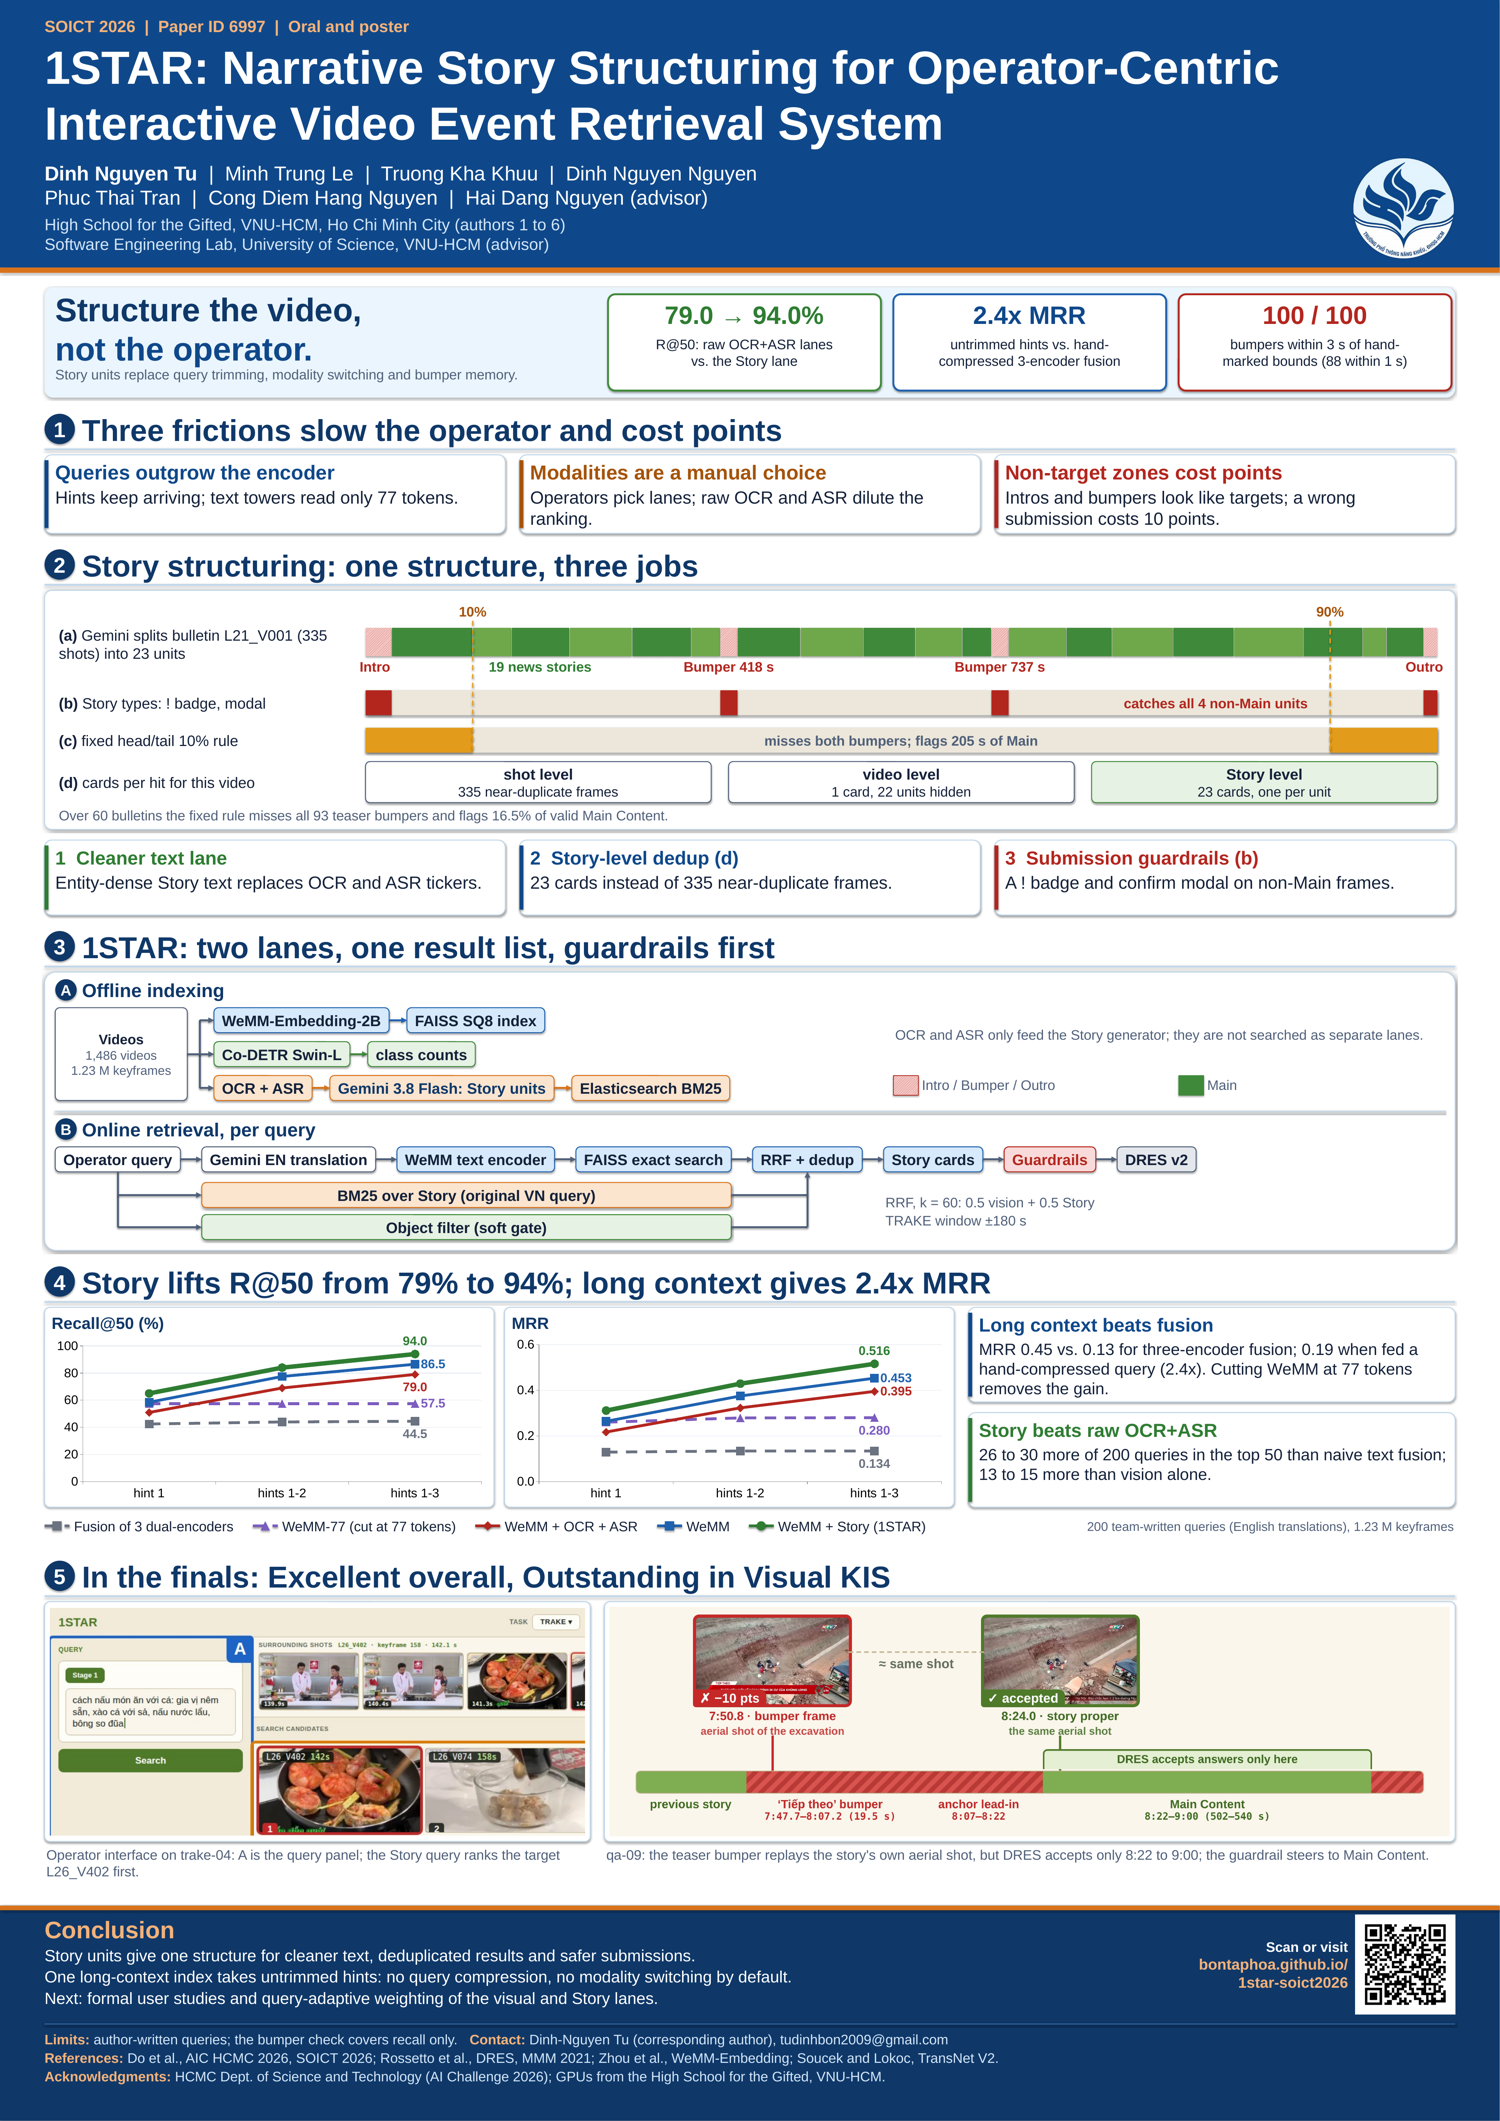 SOICT 2026 | Paper ID 6997 | Oral and poster
1STAR: Narrative Story Structuring for Operator-Centric
Interactive Video Event Retrieval System
Dinh Nguyen Tu | Minh Trung Le | Truong Kha Khuu | Dinh Nguyen Nguyen
Phuc Thai Tran | Cong Diem Hang Nguyen | Hai Dang Nguyen (advisor)
High School for the Gifted, VNU-HCM, Ho Chi Minh City (authors 1 to 6)
Software Engineering Lab, University of Science, VNU-HCM (advisor)
TRƯỜNG PHỔ THÔNG NĂNG KHIẾU, ĐHQG-HCM
Structure the video,
not the operator.
Story units replace query trimming, modality switching and bumper memory.
79.0 → 94.0%
R@50: raw OCR+ASR lanes
vs. the Story lane
2.4x MRR
untrimmed hints vs. hand-
compressed 3-encoder fusion
100 / 100
bumpers within 3 s of hand-
marked bounds (88 within 1 s)
1 Three frictions slow the operator and cost points
Queries outgrow the encoder
Hints keep arriving; text towers read only 77 tokens.
Modalities are a manual choice
Operators pick lanes; raw OCR and ASR dilute the
ranking.
Non-target zones cost points
Intros and bumpers look like targets; a wrong
submission costs 10 points.
2 Story structuring: one structure, three jobs
10% 90%
(a) Gemini splits bulletin L21_V001 (335
shots) into 23 units
Intro 19 news stories Bumper 418 s Bumper 737 s Outro
(b) Story types: ! badge, modal
catches all 4 non-Main units
(c) fixed head/tail 10% rule
misses both bumpers; flags 205 s of Main
(d) cards per hit for this video
shot level
335 near-duplicate frames
video level
1 card, 22 units hidden
Story level
23 cards, one per unit
Over 60 bulletins the fixed rule misses all 93 teaser bumpers and flags 16.5% of valid Main Content.
1 Cleaner text lane
Entity-dense Story text replaces OCR and ASR tickers.
2 Story-level dedup (d)
23 cards instead of 335 near-duplicate frames.
3 Submission guardrails (b)
A ! badge and confirm modal on non-Main frames.
3 1STAR: two lanes, one result list, guardrails first
A Offline indexing
Videos
1,486 videos
1.23 M keyframes
WeMM-Embedding-2B FAISS SQ8 index
Co-DETR Swin-L class counts
OCR + ASR Gemini 3.8 Flash: Story units Elasticsearch BM25
OCR and ASR only feed the Story generator; they are not searched as separate lanes.
Intro / Bumper / Outro Main
B Online retrieval, per query
Operator query Gemini EN translation WeMM text encoder FAISS exact search RRF + dedup Story cards Guardrails DRES v2
BM25 over Story (original VN query)
Object filter (soft gate)
RRF, k = 60: 0.5 vision + 0.5 Story
TRAKE window ±180 s
4 Story lifts R@50 from 79% to 94%; long context gives 2.4x MRR
Recall@50 (%)
100
80
60
40
20
0
94.0
86.5
79.0
57.5
44.5
hint 1 hints 1-2 hints 1-3
MRR
0.6
0.4
0.2
0.0
0.516
0.453
0.395
0.280
0.134
hint 1 hints 1-2 hints 1-3
Long context beats fusion
MRR 0.45 vs. 0.13 for three-encoder fusion; 0.19 when fed a
hand-compressed query (2.4x). Cutting WeMM at 77 tokens
removes the gain.
Story beats raw OCR+ASR
26 to 30 more of 200 queries in the top 50 than naive text fusion;
13 to 15 more than vision alone.
Fusion of 3 dual-encoders WeMM-77 (cut at 77 tokens) WeMM + OCR + ASR WeMM WeMM + Story (1STAR)
200 team-written queries (English translations), 1.23 M keyframes
5 In the finals: Excellent overall, Outstanding in Visual KIS
1STAR
TASK TRAKE ▾
QUERY
A
Stage 1
cách nấu món ăn với cá: gia vị nêm
sẵn, xào cá với sả, nấu nước lẩu,
bông so đũa
Search
SURROUNDING SHOTS L26_V402 · keyframe 158 · 142.1 s
139.9s 140.4s 141.3s 142
SEARCH CANDIDATES
L26 V402 142s
L26 V074 158s
1 2
✗ −10 pts
≈ same shot
✓ accepted
7:50.8 · bumper frame
aerial shot of the excavation
8:24.0 · story proper
the same aerial shot
DRES accepts answers only here
previous story
‘Tiếp theo’ bumper
7:47.7–8:07.2 (19.5 s)
anchor lead-in
8:07–8:22
Main Content
8:22–9:00 (502–540 s)
Operator interface on trake-04: A is the query panel; the Story query ranks the target
L26_V402 first.
qa-09: the teaser bumper replays the story's own aerial shot, but DRES accepts only 8:22 to 9:00; the guardrail steers to Main Content.
Conclusion
Story units give one structure for cleaner text, deduplicated results and safer submissions.
One long-context index takes untrimmed hints: no query compression, no modality switching by default.
Next: formal user studies and query-adaptive weighting of the visual and Story lanes.
Scan or visit
bontaphoa.github.io/
1star-soict2026
Limits: author-written queries; the bumper check covers recall only. Contact: Dinh-Nguyen Tu (corresponding author), tudinhbon2009@gmail.com
References: Do et al., AIC HCMC 2026, SOICT 2026; Rossetto et al., DRES, MMM 2021; Zhou et al., WeMM-Embedding; Soucek and Lokoc, TransNet V2.
Acknowledgments: HCMC Dept. of Science and Technology (AI Challenge 2026); GPUs from the High School for the Gifted, VNU-HCM.